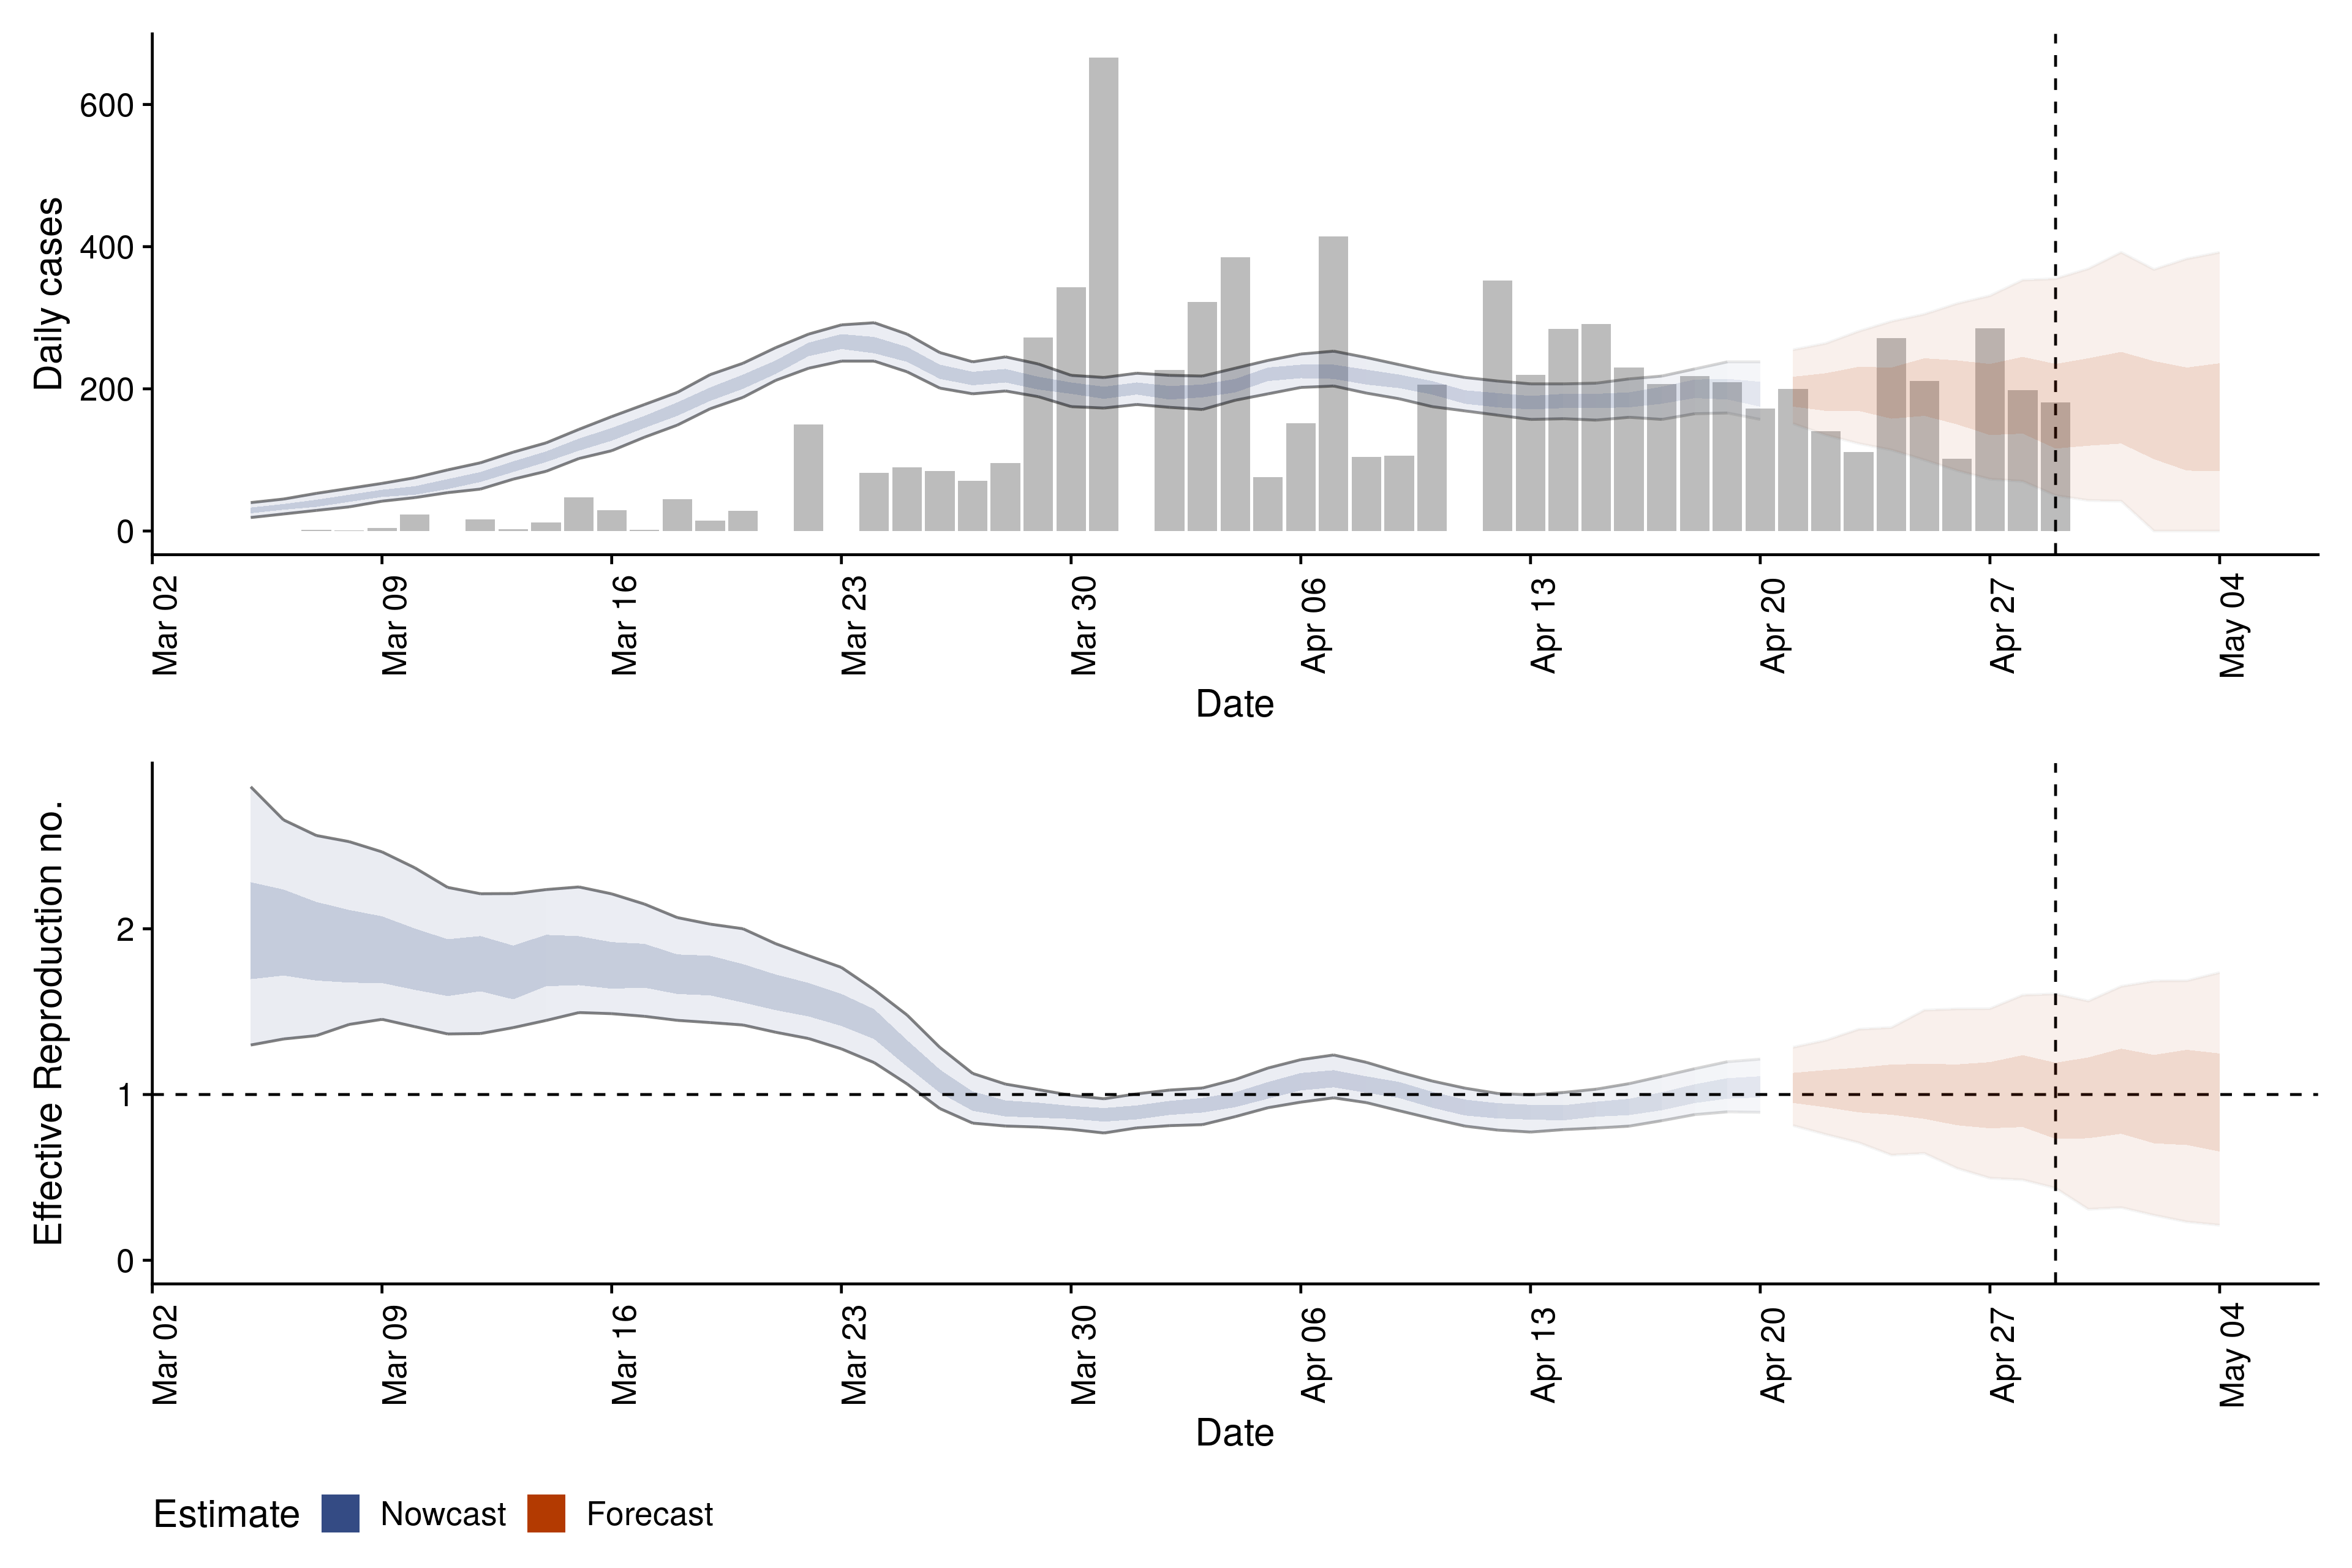 Daily cases
600
400
200
0
Mar 02
Mar 09
Mar 16
Mar 23
Mar 30
Apr 06
Apr 13
Apr 20
Apr 27
May 04
Date
Effective Reproduction no.
2
1
0
Mar 02
Mar 09
Mar 16
Mar 23
Mar 30
Apr 06
Apr 13
Apr 20
Apr 27
May 04
Date
Estimate Nowcast Forecast